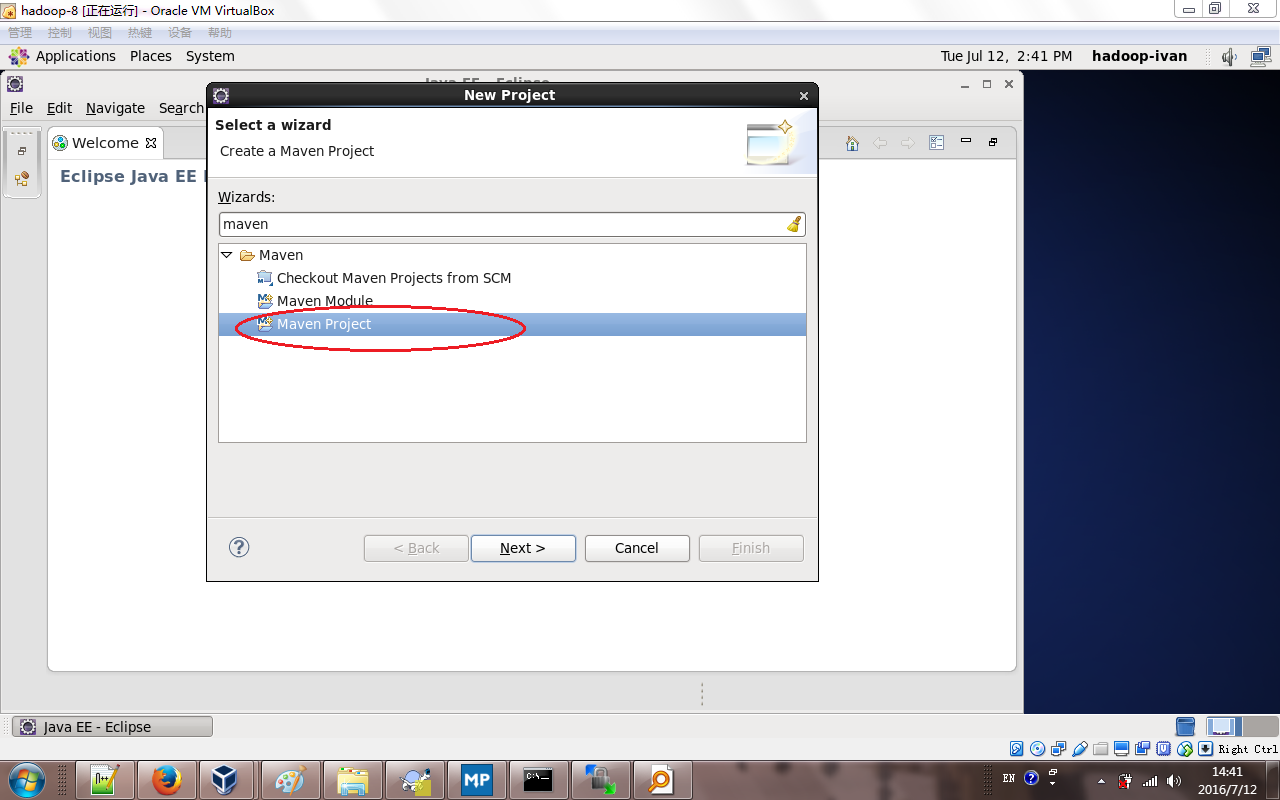 hadoop-8 [正在运行] - Oracle VM VirtualBox
管理 控制 视图 热键 设备 帮助
Applications Places System Tue Jul 12, 2:41 PM hadoop-ivan
Java EE - Eclipse
File Edit Navigate Search
New Project
Select a wizard
Create a Maven Project
Welcome
Eclipse Java EE
Wizards:
maven
Maven
Checkout Maven Projects from SCM
Maven Module
Maven Project
< Back Next > Cancel Finish
Java EE - Eclipse
Right Ctrl
MP
C:\_
EN
14:41
2016/7/12